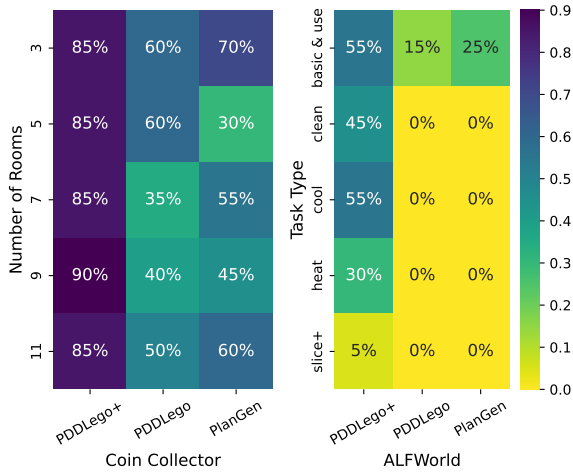 Number of Rooms
3
85% 60% 70%
5
85% 60% 30%
7
85% 35% 55%
9
90% 40% 45%
11
85% 50% 60%
PDDLego+ PDDLego PlanGen
Coin Collector
Task Type
basic & use
55% 15% 25%
clean
45% 0% 0%
cool
55% 0% 0%
heat
30% 0% 0%
slice+
5% 0% 0%
PDDLego+ PDDLego PlanGen
ALFWorld
0.9
0.8
0.7
0.6
0.5
0.4
0.3
0.2
0.1
0.0